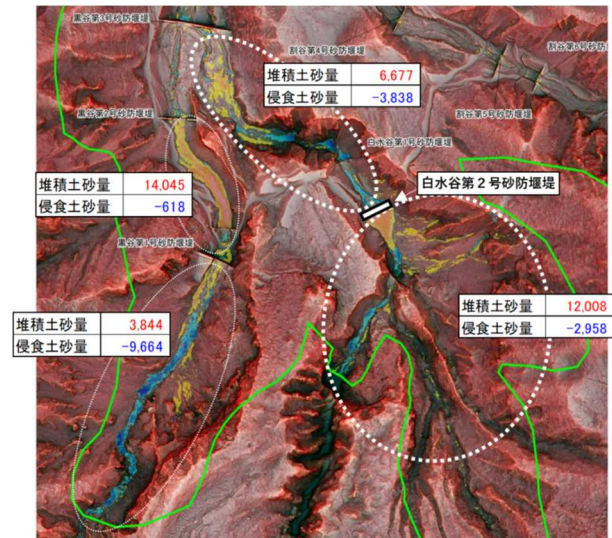 黒谷第3号砂防堰堤
割谷第4号砂防堰堤
割谷第6号砂防
堆積土砂量 6,677
侵食土砂量 -3,838
黒谷第2号砂防堰堤
割谷第5号砂防堰堤
白水谷第1号砂防堰堤
堆積土砂量 14,045
侵食土砂量 -618
白水谷第2号砂防堰堤
黒谷第1号砂防堰堤
堆積土砂量 12,008
侵食土砂量 -2,958
堆積土砂量 3,844
侵食土砂量 -9,664